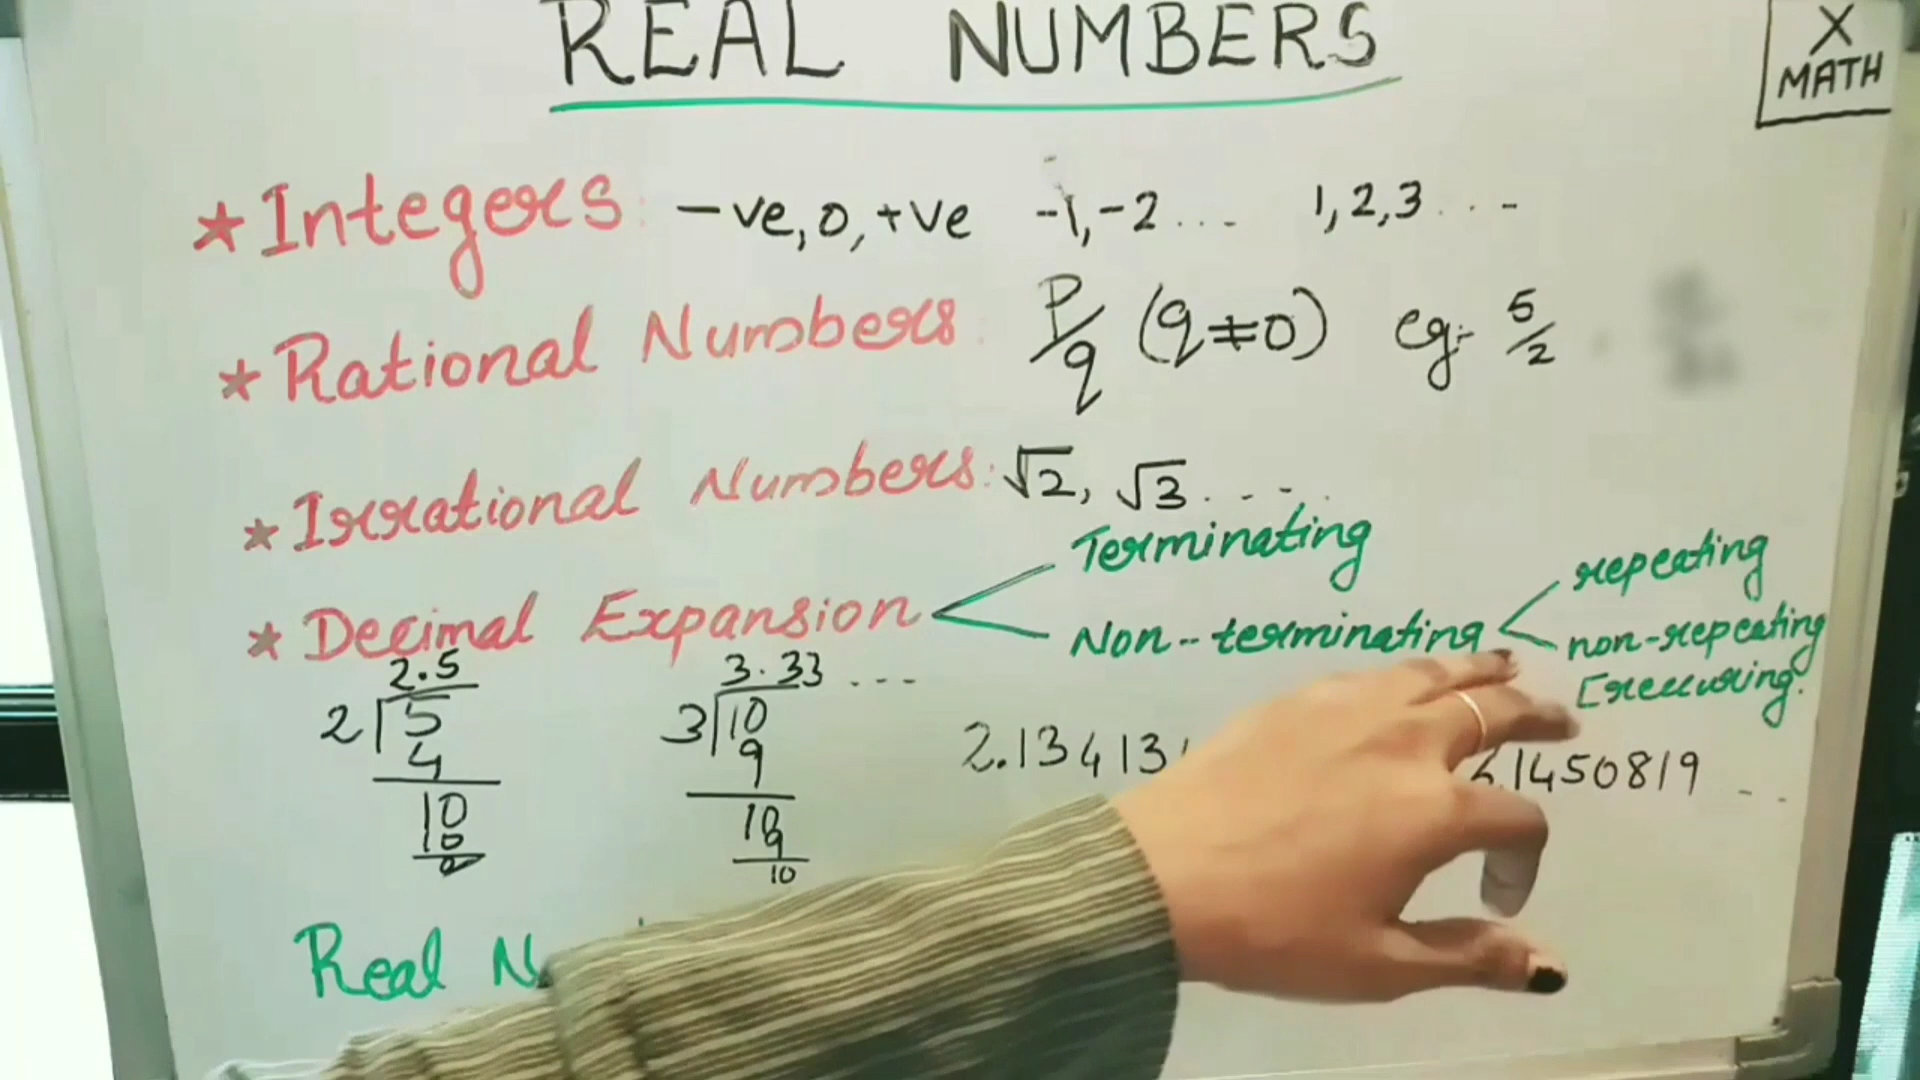 REAL NUMBERS
X
MATH
★ Integers: -ve, 0, +ve -1, -2 ... 1, 2, 3 ...
★ Rational Numbers: P/q (q≠0) eg:- 5/2
★ Irrational Numbers: √2, √3 ....
★ Decimal Expansion
Terminating
Non-terminating
repeating
non-repeating
[recurring.
2.5
2 5
4
10
10
0
3.33 ...
3 10
9
10
9
10
2.13413
.1450819 ...
Real